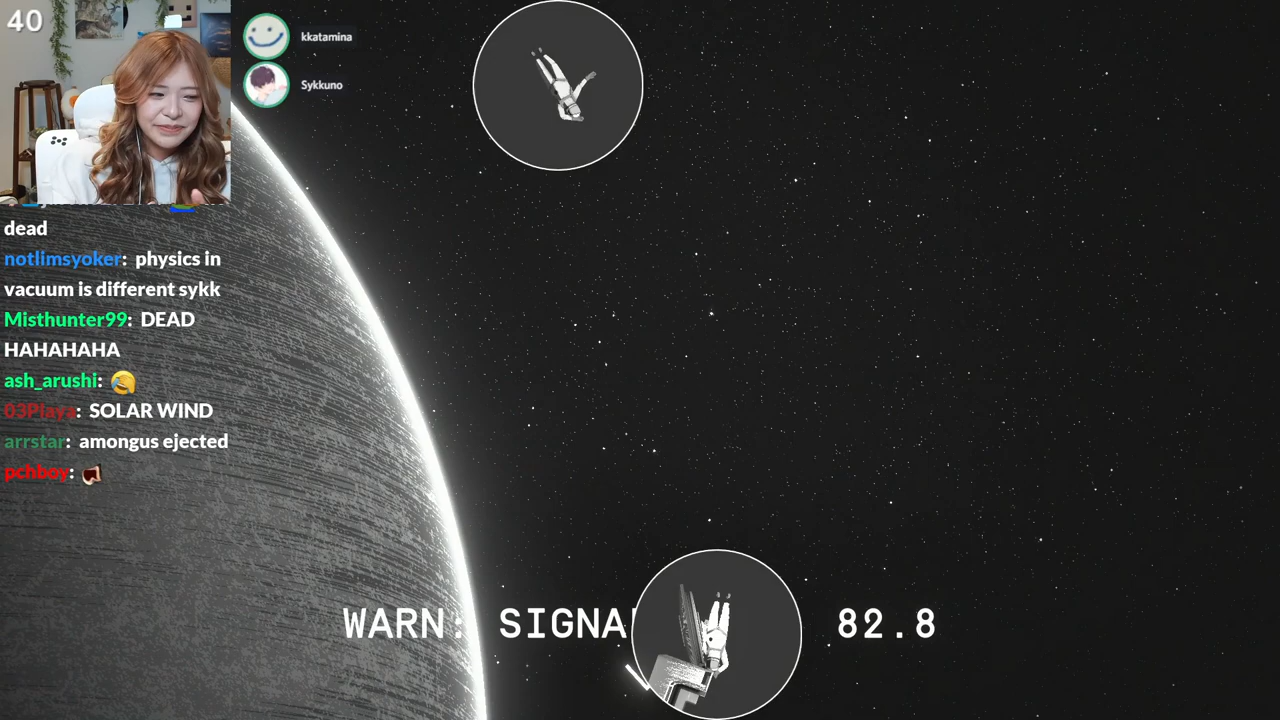 40
kkatamina
Sykkuno
dead
notlimsyoker: physics in
vacuum is different sykk
Misthunter99: DEAD
HAHAHAHA
ash_arushi:
03Playa: SOLAR WIND
arrstar: amongus ejected
pchboy:
WARN: SIGNA 82.8